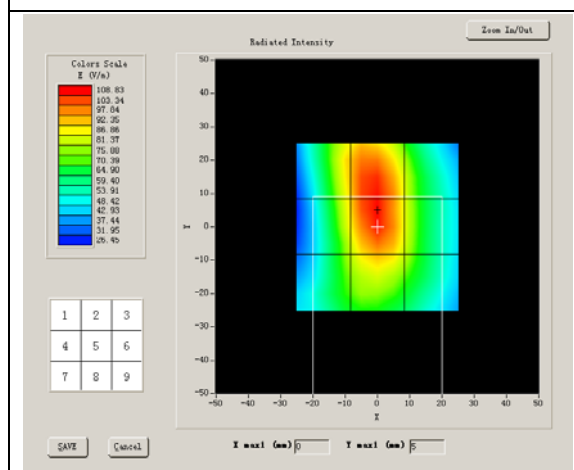 Zoom In/Out
Radiated Intensity
Colors Scale
E (V/m)
108.83
103.34
97.84
92.35
86.86
81.37
75.88
70.39
64.90
59.40
53.91
48.42
42.93
37.44
31.95
26.45
50
40
30
20
10
0
-10
-20
-30
-40
-50
Y
-50 -40 -30 -20 -10 0 10 20 30 40 50
X
1 2 3
4 5 6
7 8 9
SAVE Cancel
X max1 (mm) 0 Y max1 (mm) 5